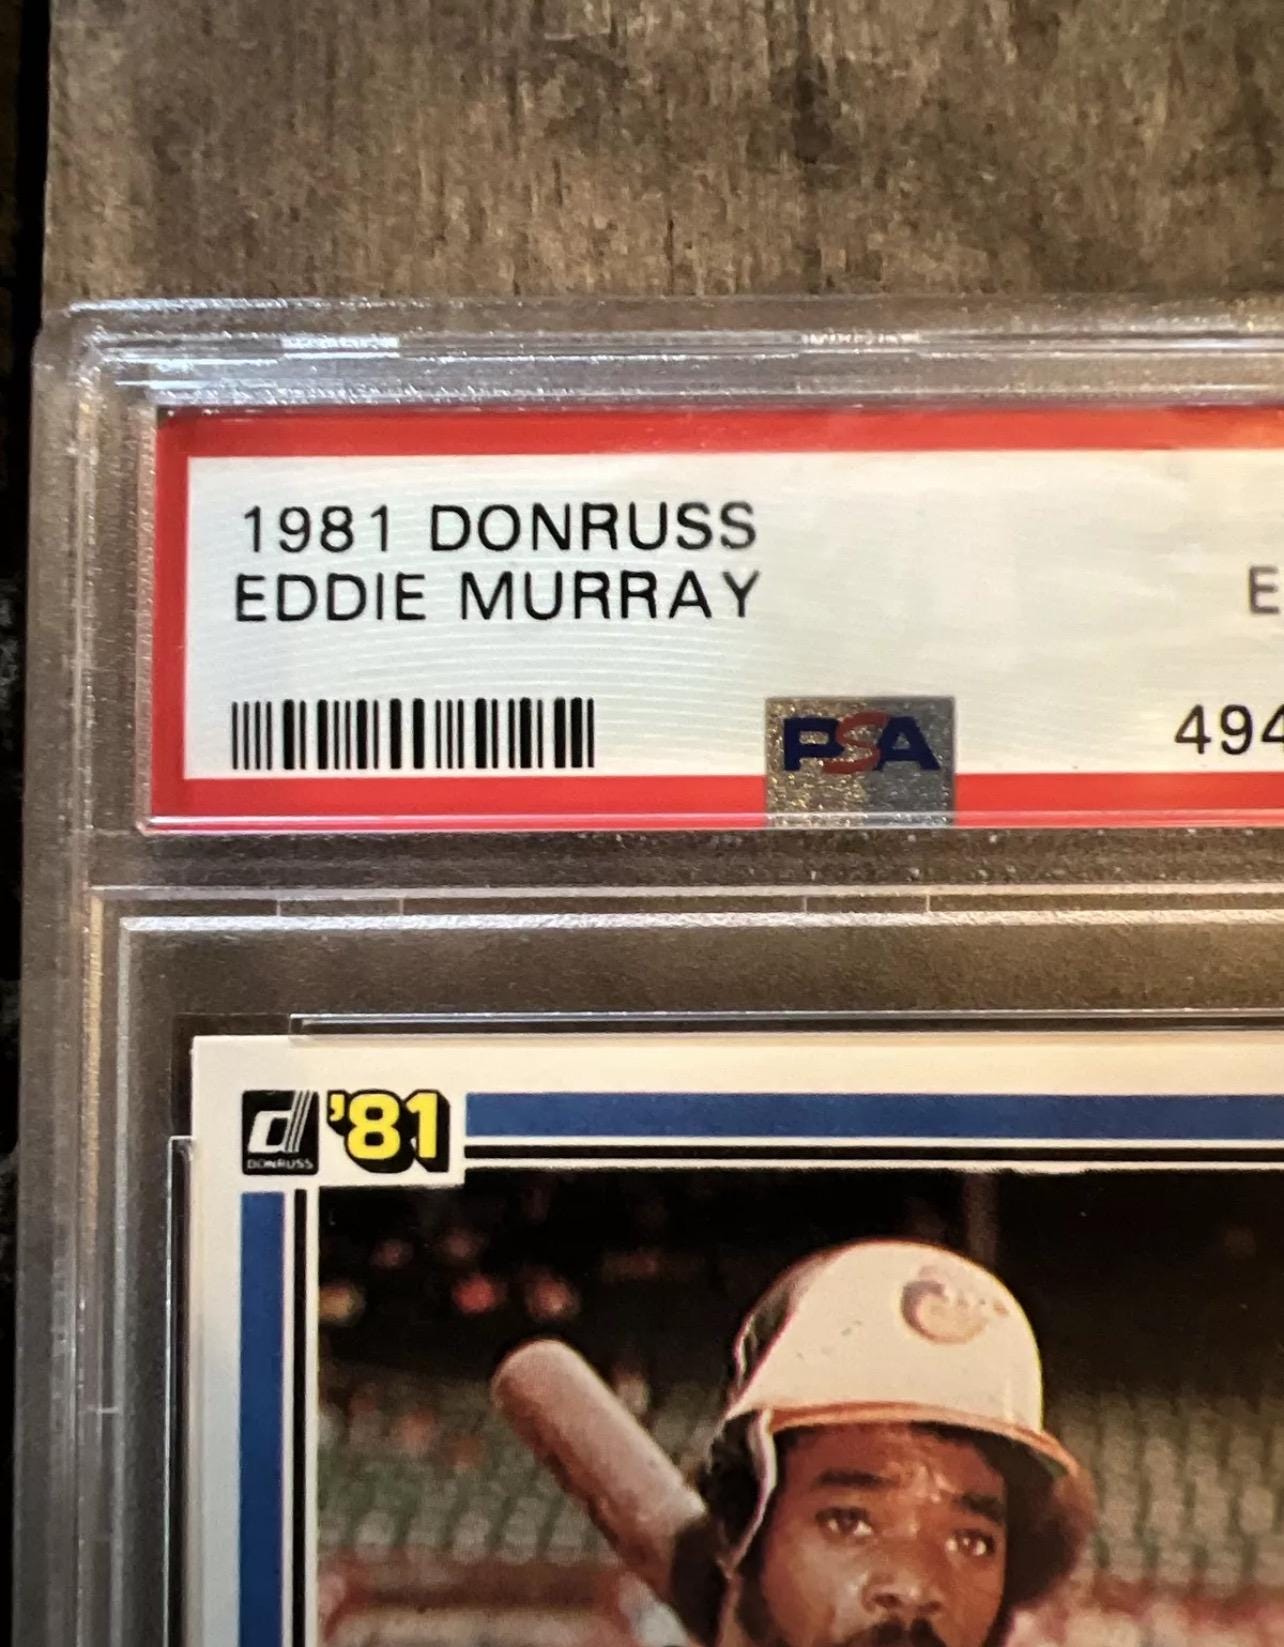 1981 DONRUSS
EDDIE MURRAY
E
PSA
494
'81
DONRUSS